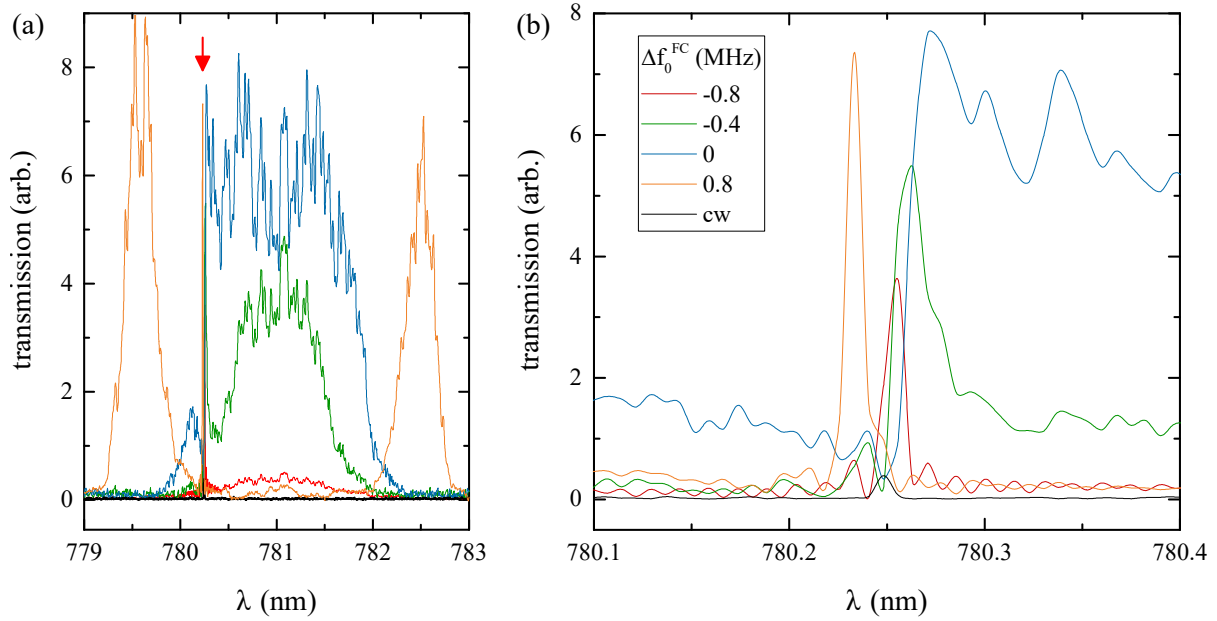 (a)
8
6
4
2
0
transmission (arb.)
779
780
781
782
783
λ (nm)
(b)
8
6
4
2
0
transmission (arb.)
Δf₀^FC (MHz)
-0.8
-0.4
0
0.8
cw
780.1
780.2
780.3
780.4
λ (nm)